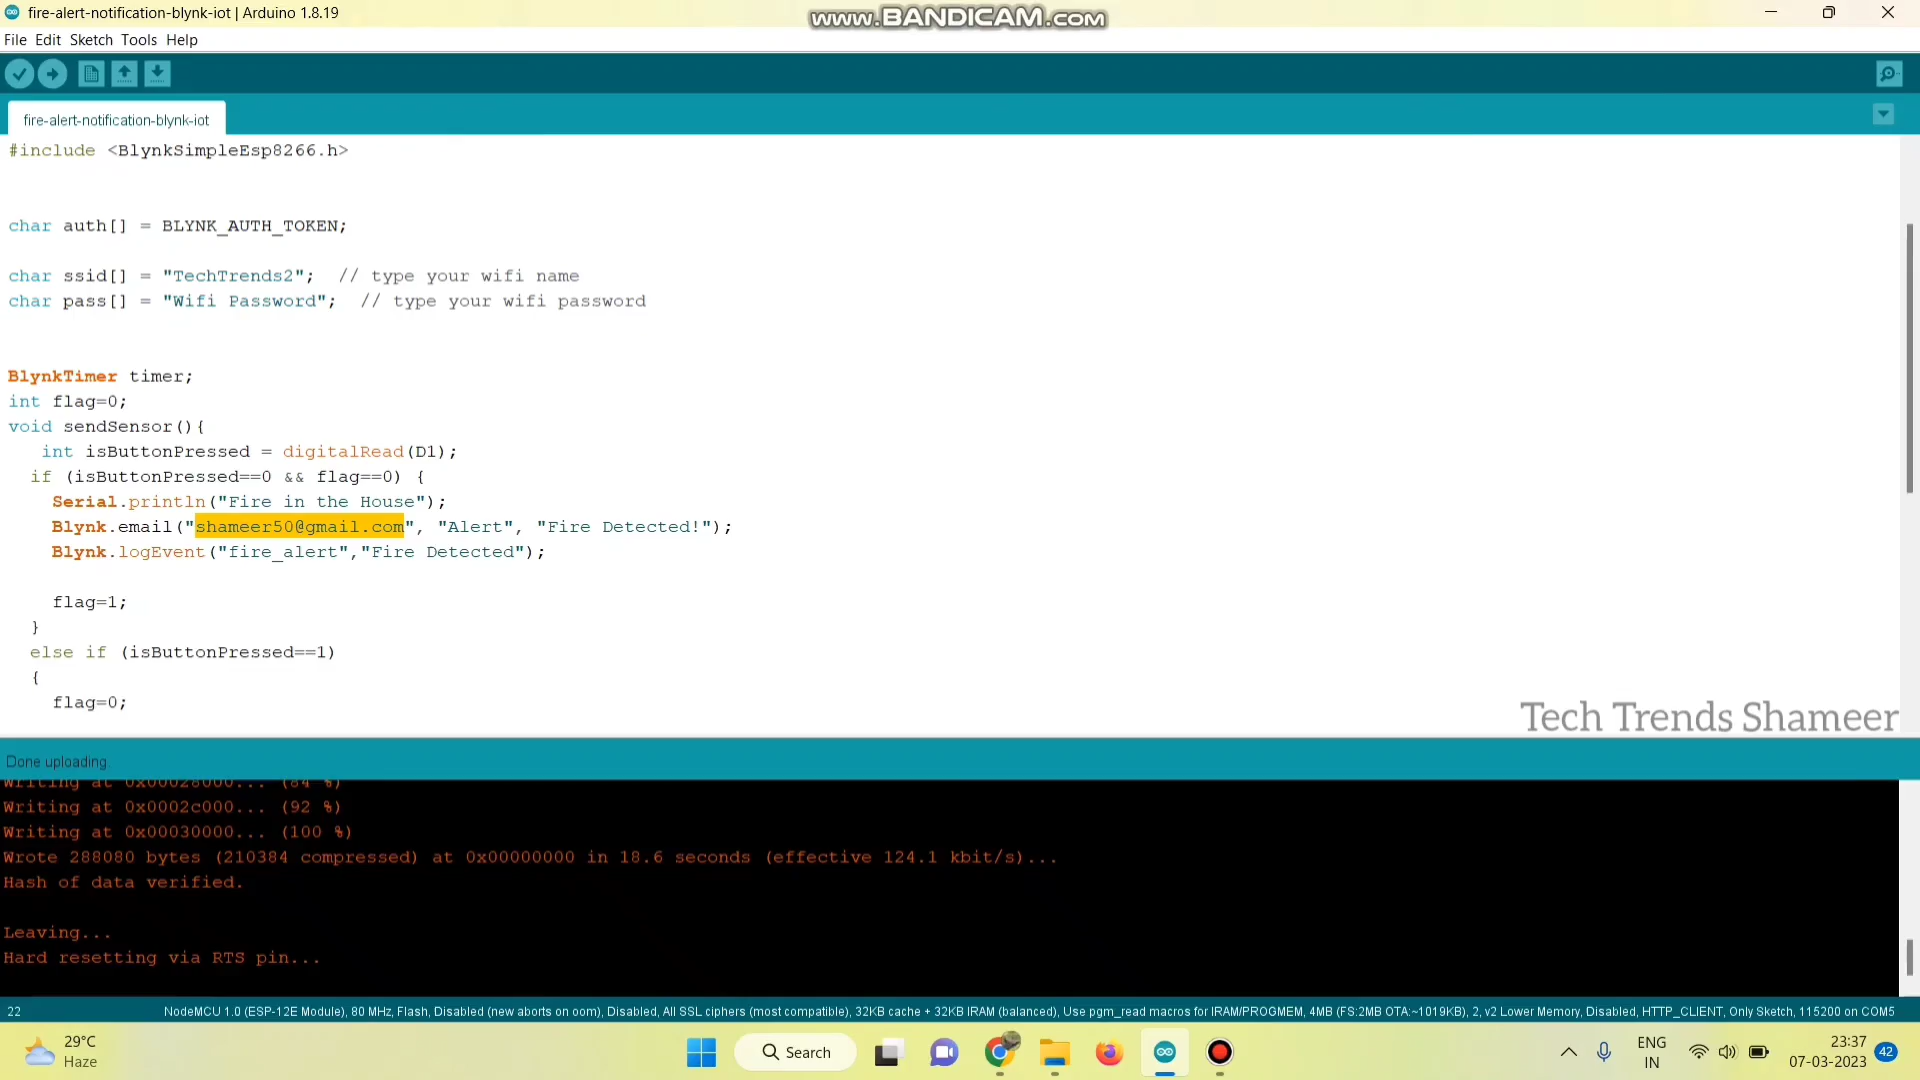 fire-alert-notification-blynk-iot | Arduino 1.8.19
www.BANDICAM.com
File Edit Sketch Tools Help
fire-alert-notification-blynk-iot
#include <BlynkSimpleEsp8266.h>
char auth[] = BLYNK_AUTH_TOKEN;
char ssid[] = "TechTrends2";  // type your wifi name
char pass[] = "Wifi Password";  // type your wifi password
BlynkTimer timer;
int flag=0;
void sendSensor(){
int isButtonPressed = digitalRead(D1);
if (isButtonPressed==0 && flag==0) {
Serial.println("Fire in the House");
Blynk.email("shameer50@gmail.com", "Alert", "Fire Detected!");
Blynk.logEvent("fire_alert","Fire Detected");
flag=1;
}
else if (isButtonPressed==1)
{
flag=0;
Tech Trends Shameer
Done uploading.
Writing at 0x00028000... (84 %)
Writing at 0x0002c000... (92 %)
Writing at 0x00030000... (100 %)
Wrote 288080 bytes (210384 compressed) at 0x00000000 in 18.6 seconds (effective 124.1 kbit/s)...
Hash of data verified.
Leaving...
Hard resetting via RTS pin...
22
NodeMCU 1.0 (ESP-12E Module), 80 MHz, Flash, Disabled (new aborts on oom), Disabled, All SSL ciphers (most compatible), 32KB cache + 32KB IRAM (balanced), Use pgm_read macros for IRAM/PROGMEM, 4MB (FS:2MB OTA:~1019KB), 2, v2 Lower Memory, Disabled, HTTP_CLIENT, Only Sketch, 115200 on COM5
29°C
Haze
Search
ENG
IN
23:37
07-03-2023
42